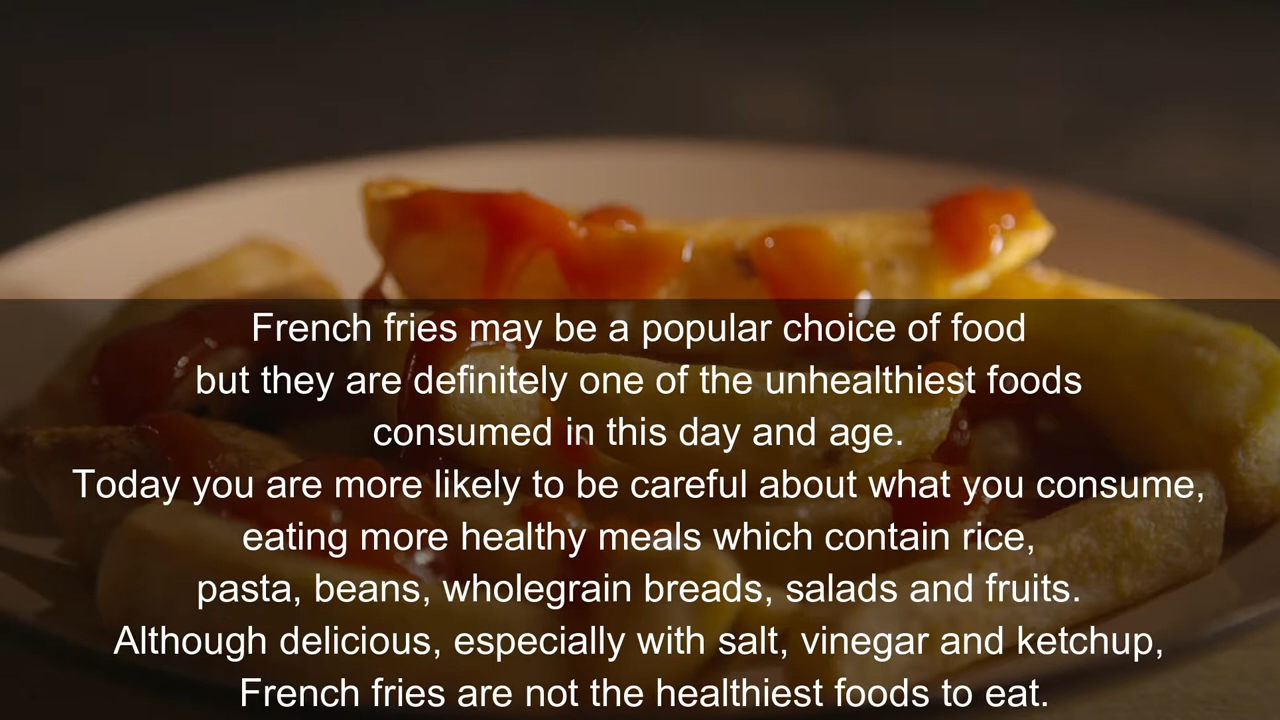 French fries may be a popular choice of food
but they are definitely one of the unhealthiest foods
consumed in this day and age.
Today you are more likely to be careful about what you consume,
eating more healthy meals which contain rice,
pasta, beans, wholegrain breads, salads and fruits.
Although delicious, especially with salt, vinegar and ketchup,
French fries are not the healthiest foods to eat.